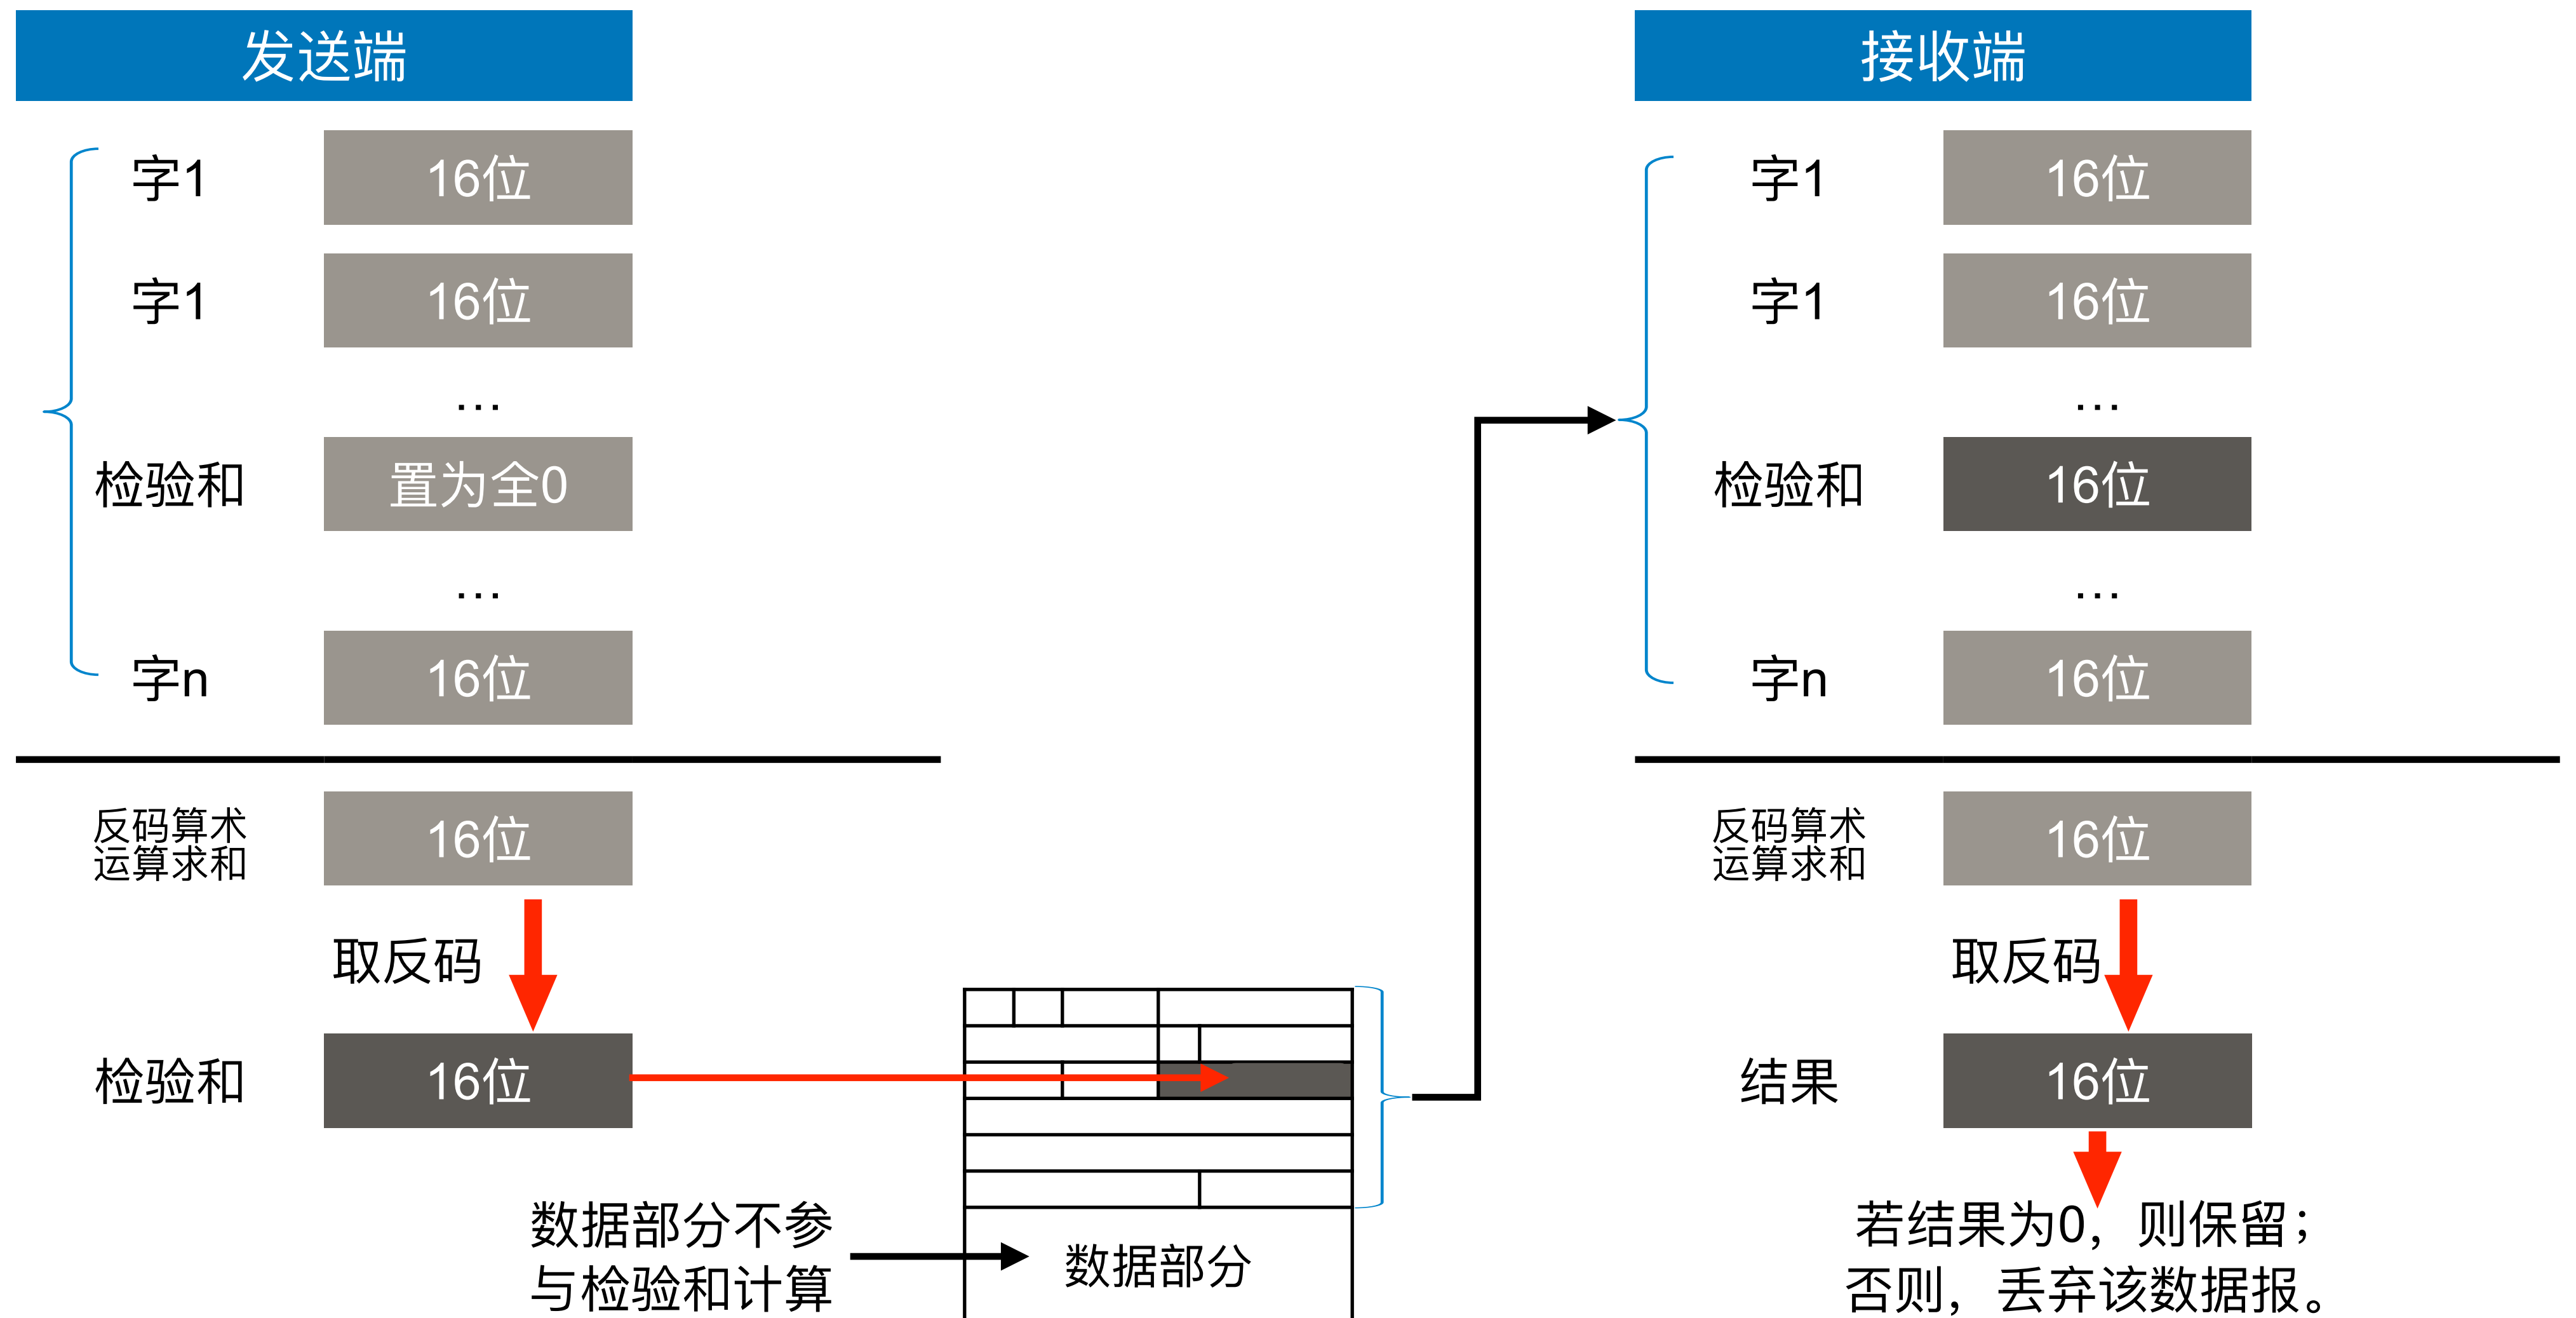 发送端
字1 16位
字1 16位
...
检验和 置为全0
...
字n 16位
反码算术
运算求和
16位
取反码
检验和 16位
数据部分不参
与检验和计算
数据部分
接收端
字1 16位
字1 16位
...
检验和 16位
...
字n 16位
反码算术
运算求和
16位
取反码
结果 16位
若结果为0，则保留；
否则，丢弃该数据报。